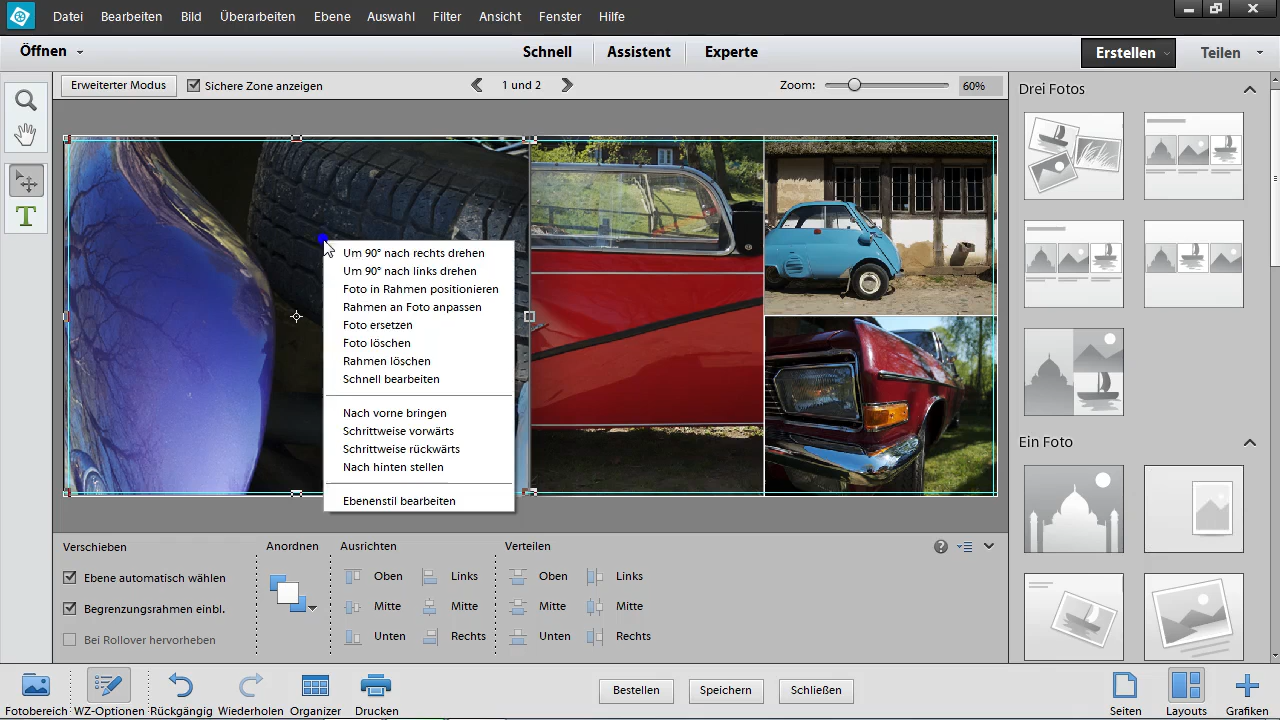 Datei Bearbeiten Bild Überarbeiten Ebene Auswahl Filter Ansicht Fenster Hilfe
Öffnen Schnell Assistent Experte Erstellen Teilen
Erweiterter Modus Sichere Zone anzeigen 1 und 2 Zoom: 60%
Drei Fotos
Um 90° nach rechts drehen
Um 90° nach links drehen
Foto in Rahmen positionieren
Rahmen an Foto anpassen
Foto ersetzen
Foto löschen
Rahmen löschen
Schnell bearbeiten
Nach vorne bringen
Schrittweise vorwärts
Schrittweise rückwärts
Nach hinten stellen
Ebenenstil bearbeiten
Ein Foto
Verschieben Anordnen Ausrichten Verteilen
Ebene automatisch wählen Oben Links Oben Links
Begrenzungsrahmen einbl. Mitte Mitte Mitte Mitte
Bei Rollover hervorheben Unten Rechts Unten Rechts
T
Bestellen Speichern Schließen
Fotobereich WZ-Optionen Rückgängig Wiederholen Organizer Drucken Seiten Layouts Grafiken